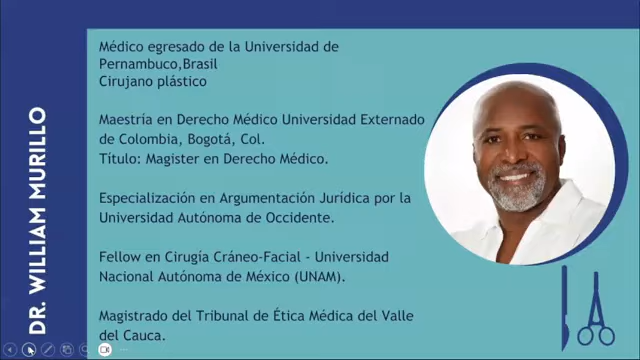 DR. WILLIAM MURILLO
Médico egresado de la Universidad de
Pernambuco,Brasil
Cirujano plástico
Maestría en Derecho Médico Universidad Externado
de Colombia, Bogotá, Col.
Título: Magister en Derecho Médico.
Especialización en Argumentación Jurídica por la
Universidad Autónoma de Occidente.
Fellow en Cirugía Cráneo-Facial - Universidad
Nacional Autónoma de México (UNAM).
Magistrado del Tribunal de Ética Médica del Valle
del Cauca.